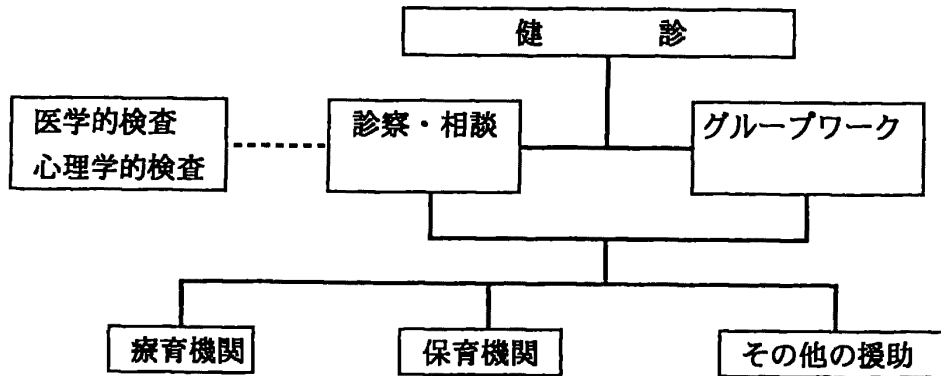 健 診
医学的検査
心理学的検査
診察・相談
グループワーク
療育機関
保育機関
その他の援助